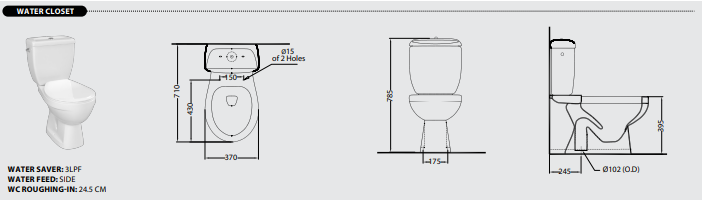 WATER CLOSET
Ø15
of 2 Holes
150
710
430
370
785
175
395
245
Ø102 (O.D)
WATER SAVER: 3LPF
WATER FEED: SIDE
WC ROUGHING-IN: 24.5 CM